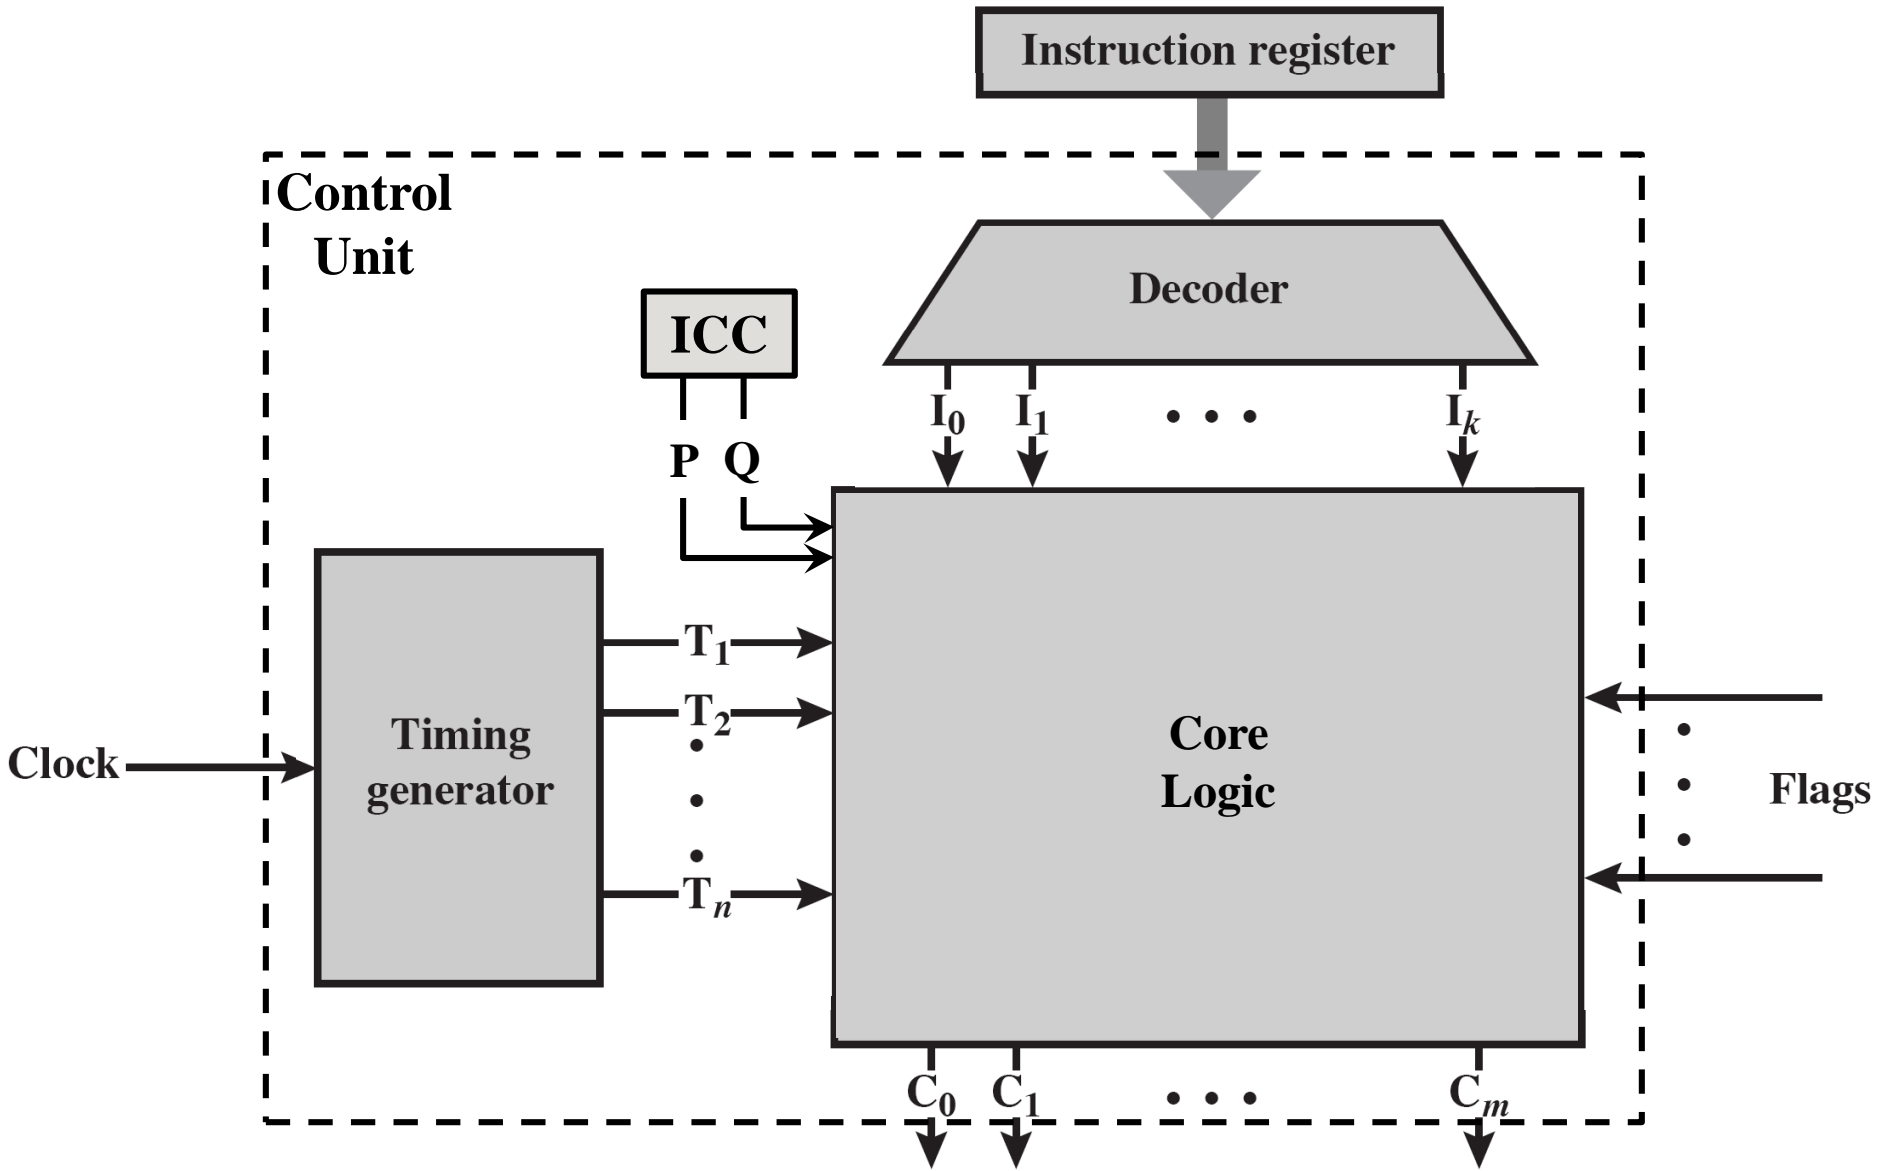 Instruction register
Control
Unit
Decoder
ICC
I₀ I₁ • • • Iₖ
P Q
T₁
T₂
•
•
•
Tₙ
Timing
generator
Clock
Core
Logic
•
•
•
Flags
C₀ C₁ • • • Cₘ